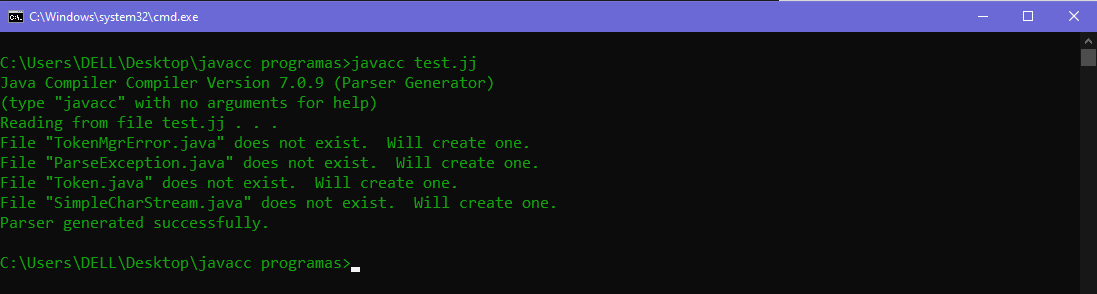 C:\Windows\system32\cmd.exe
C:\Users\DELL\Desktop\javacc programas>javacc test.jj
Java Compiler Compiler Version 7.0.9 (Parser Generator)
(type "javacc" with no arguments for help)
Reading from file test.jj . . .
File "TokenMgrError.java" does not exist.  Will create one.
File "ParseException.java" does not exist.  Will create one.
File "Token.java" does not exist.  Will create one.
File "SimpleCharStream.java" does not exist.  Will create one.
Parser generated successfully.
C:\Users\DELL\Desktop\javacc programas>